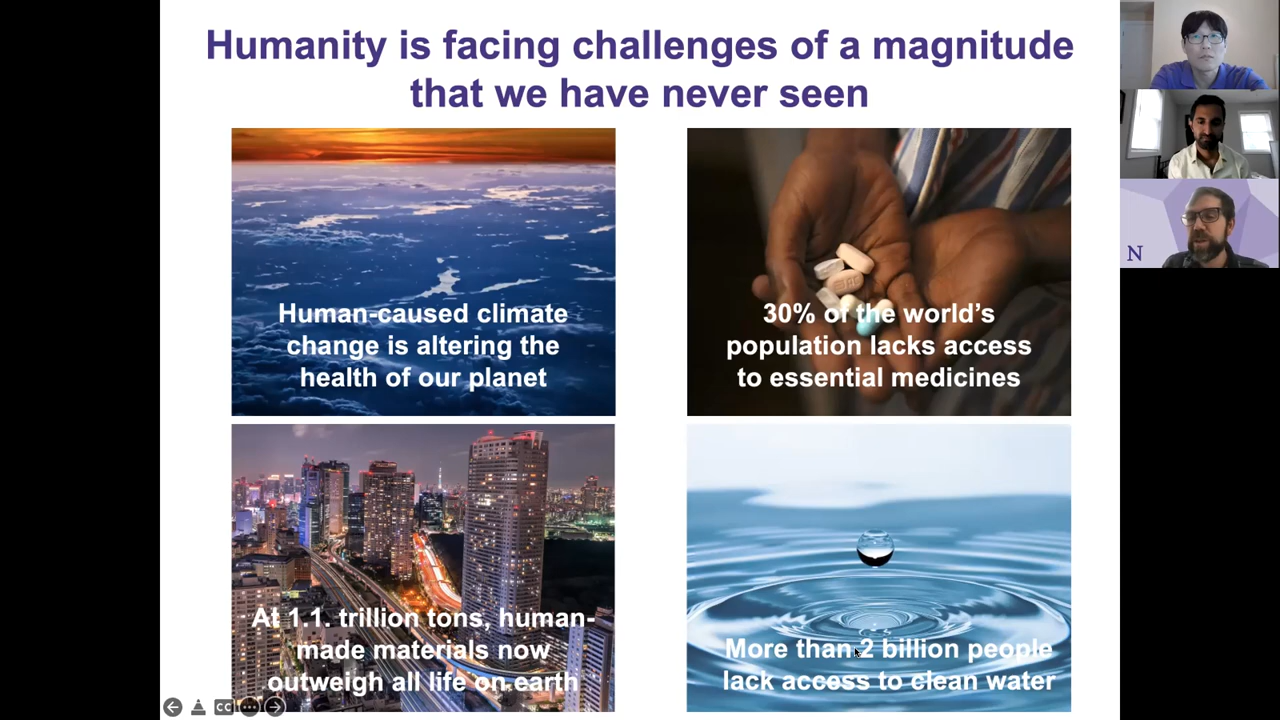 Humanity is facing challenges of a magnitude
that we have never seen
Human-caused climate
change is altering the
health of our planet
30% of the world's
population lacks access
to essential medicines
At 1.1. trillion tons, human-
made materials now
outweigh all life on earth
More than 2 billion people
lack access to clean water
N
CC